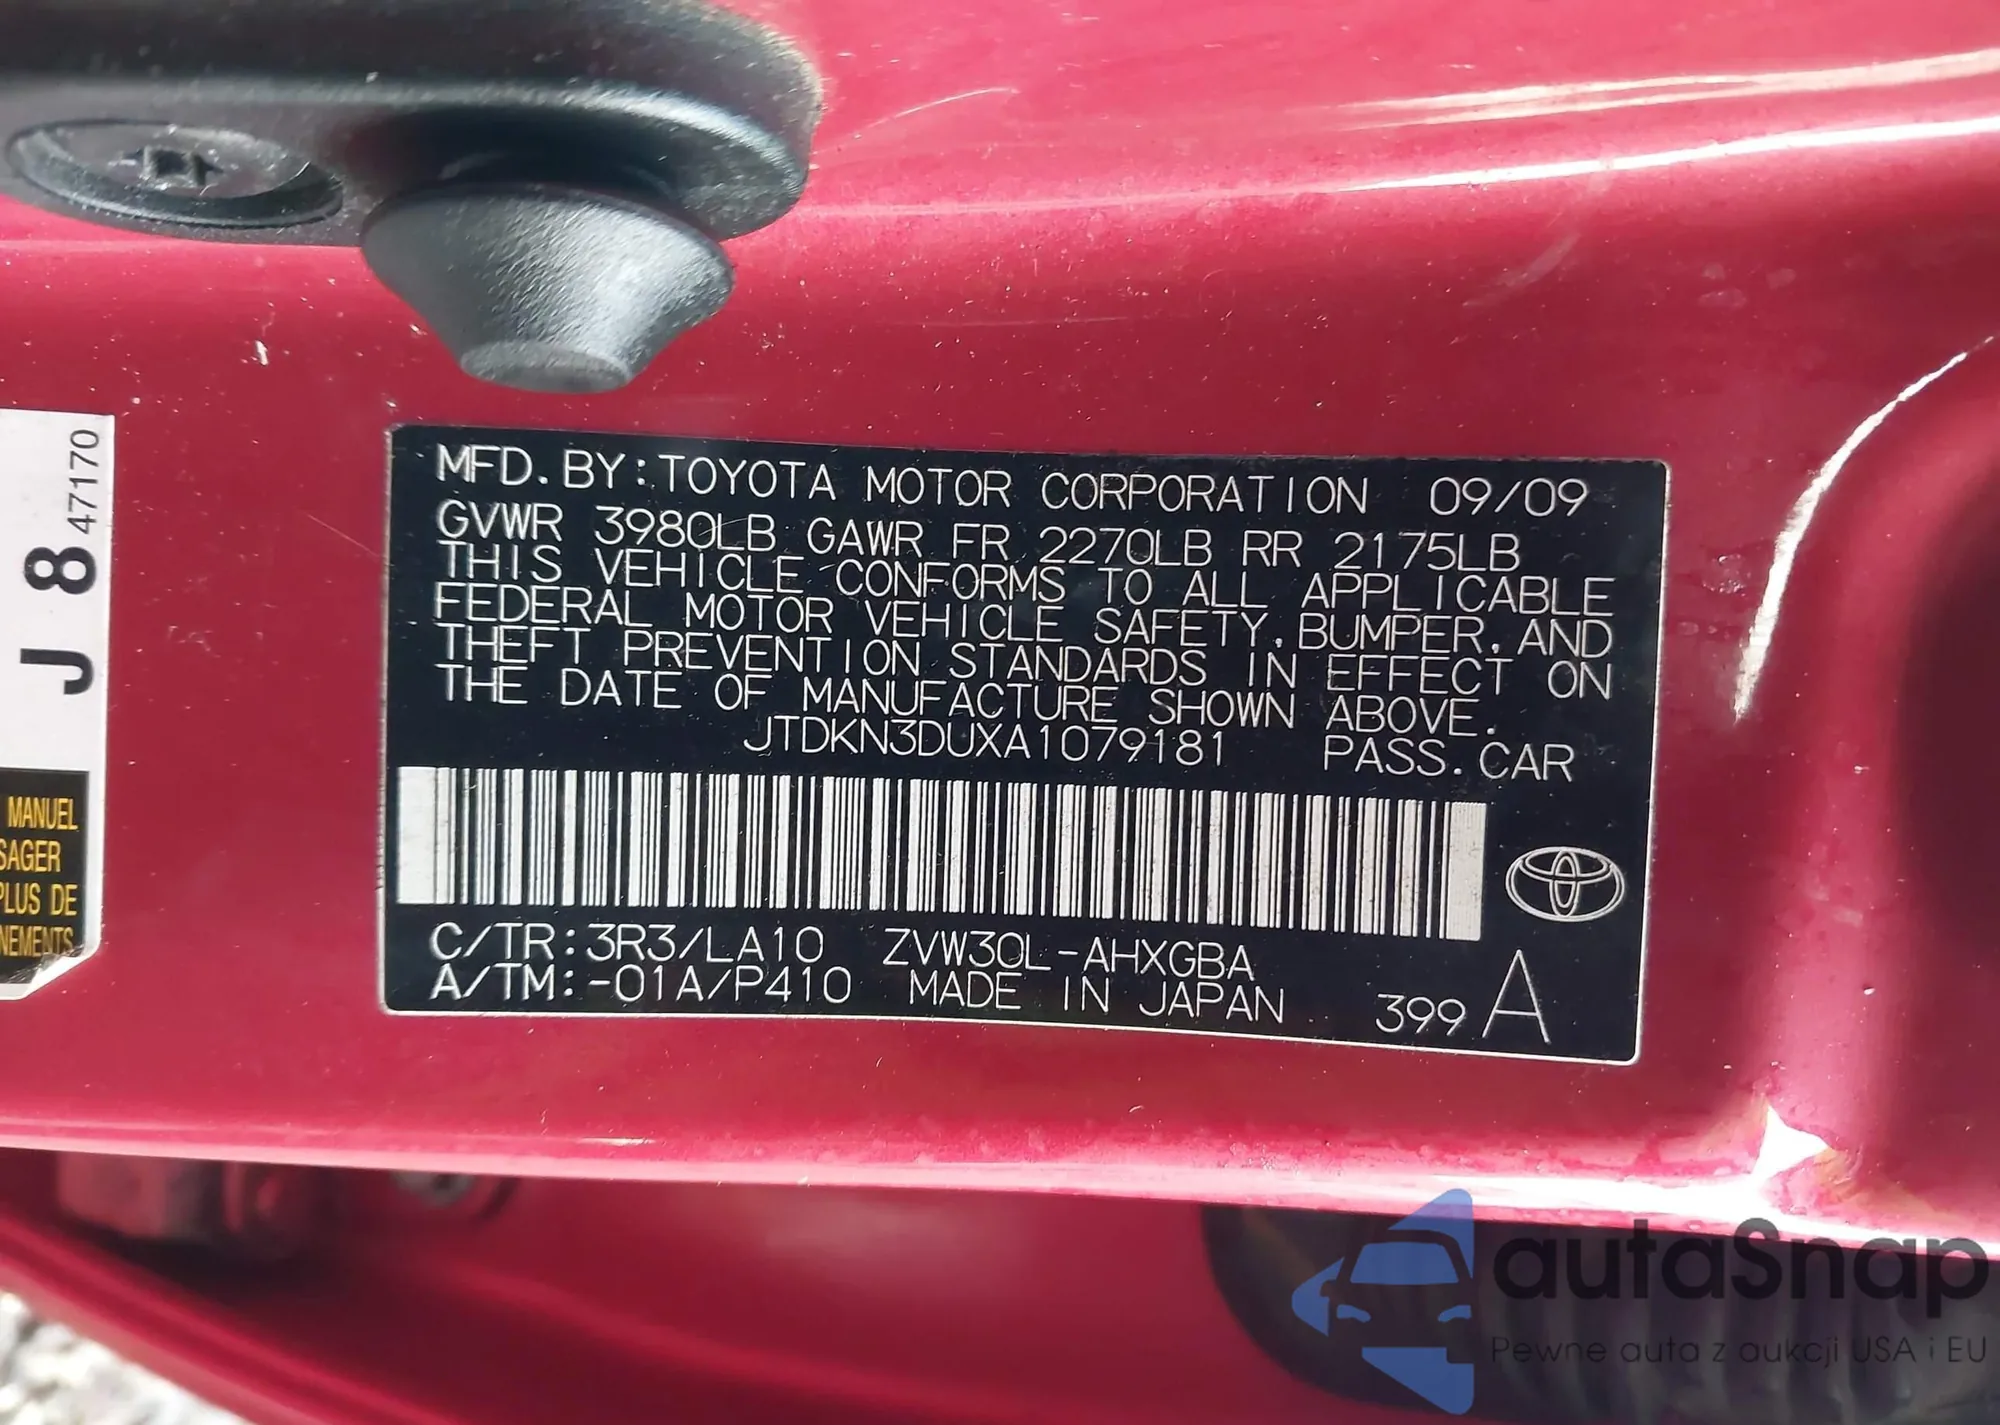 MFD. BY: TOYOTA MOTOR CORPORATION 09/09
GVWR 3980LB GAWR FR 2270LB RR 2175LB
THIS VEHICLE CONFORMS TO ALL APPLICABLE
FEDERAL MOTOR VEHICLE SAFETY, BUMPER, AND
THEFT PREVENTION STANDARDS IN EFFECT ON
THE DATE OF MANUFACTURE SHOWN ABOVE.
JTDKN3DUXA1079181 PASS. CAR
C/TR: 3R3/LA10 ZVW30L-AHXGBA
A/TM: -01A/P410 MADE IN JAPAN 399 A
J 8 47170
MANUEL
SAGER
PLUS DE
NEMENTS
autaSnap
Pewne auta z aukcji USA i EU